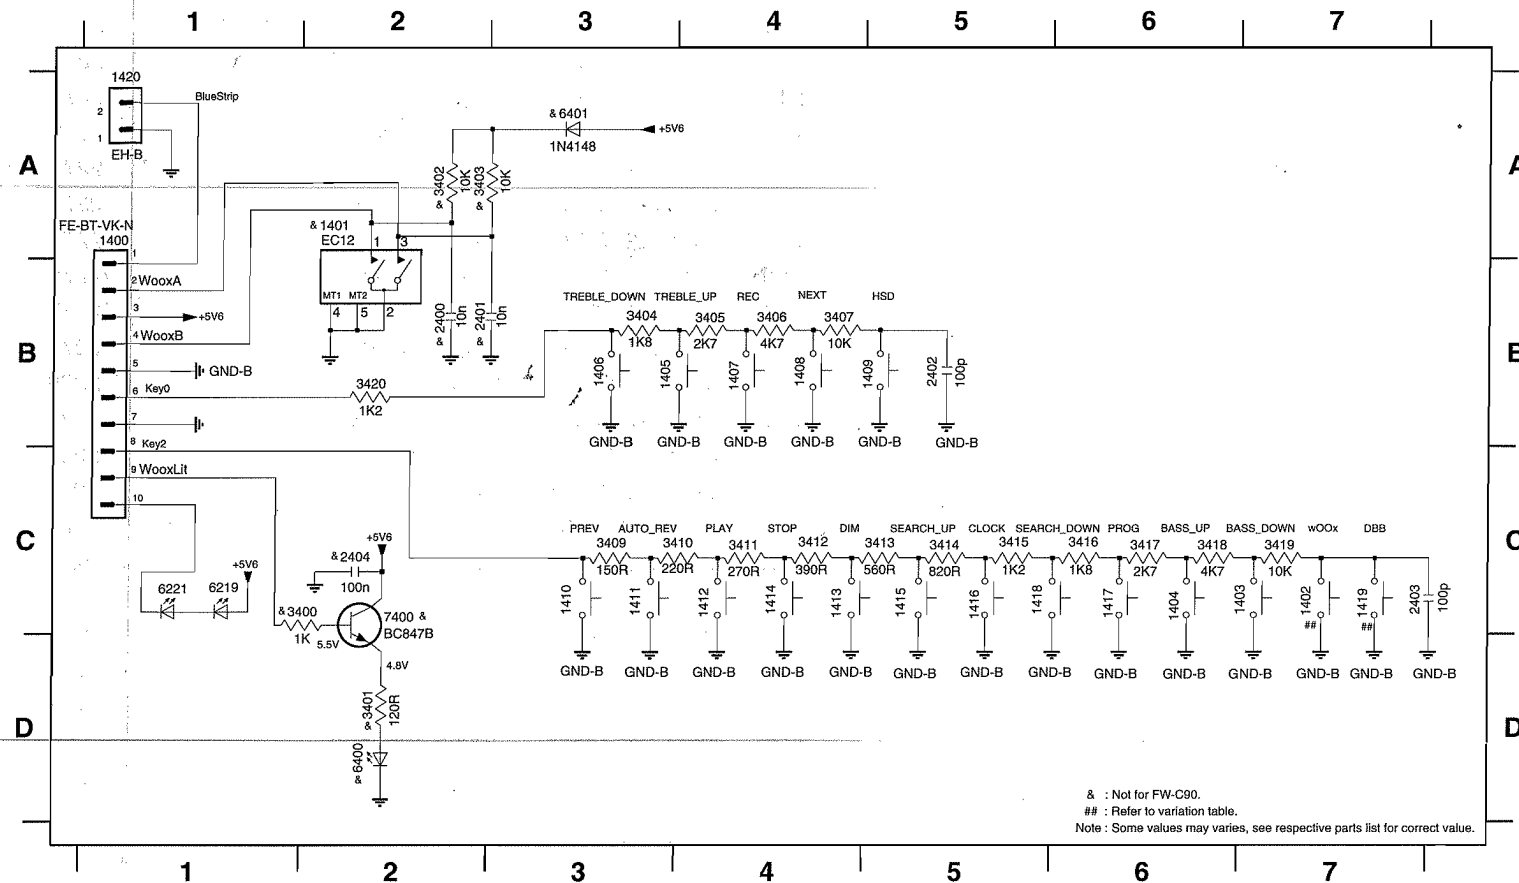 1 2 3 4 5 6 7
1420
BlueStrip
2
1
EH-B
& 6401
+5V6
1N4148
A
A
& 3402
10K
& 3403
10K
FE-BT-VK-N
1400
& 1401
EC12
1 3
1
2 WooxA
MT1 MT2
4 5 2
3
+5V6
& 2400
10n
& 2401
10n
4 WooxB
TREBLE_DOWN TREBLE_UP REC NEXT HSD
3404 3405 3406 3407
1K8 2K7 4K7 10K
B
B
5
GND-B
1406 1405 1407 1408 1409 2402 100p
6 Key0
3420
1K2
7
GND-B GND-B GND-B GND-B GND-B GND-B
8 Key2
9 WooxLit
10
C
C
PREV AUTO_REV PLAY STOP DIM SEARCH_UP CLOCK SEARCH_DOWN PROG BASS_UP BASS_DOWN wOOx DBB
3409 3410 3411 3412 3413 3414 3415 3416 3417 3418 3419
150R 220R 270R 390R 560R 820R 1K2 1K8 2K7 4K7 10K
+5V6
& 2404
100n
+5V6
6221 6219
1410 1411 1412 1414 1413 1415 1416 1418 1417 1404 1403 1402 1419 2403 100p
## ##
& 3400
1K
5.5V
7400 &
BC847B
4.8V
GND-B GND-B GND-B GND-B GND-B GND-B GND-B GND-B GND-B GND-B GND-B GND-B GND-B GND-B
& 3401
120R
D
D
& 6400
& : Not for FW-C90.
## : Refer to variation table.
Note : Some values may varies, see respective parts list for correct value.
1 2 3 4 5 6 7